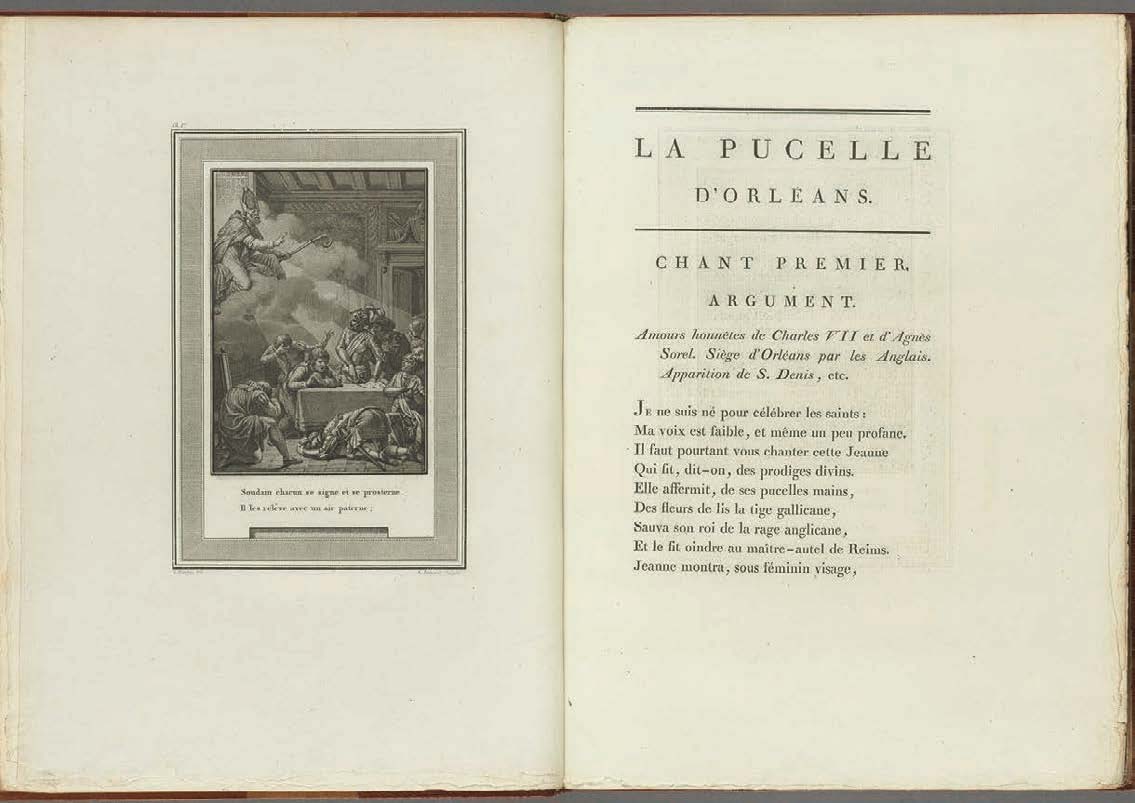 Soudain chacun se signe et se prosterne.
Il les relève avec un air paterne ;
LA PUCELLE
D'ORLÉANS.
CHANT PREMIER.
ARGUMENT.
Amours honnêtes de Charles VII et d'Agnès
Sorel. Siège d'Orléans par les Anglais.
Apparition de S. Denis, etc.
JE ne suis né pour célébrer les saints :
Ma voix est faible, et même un peu profane.
Il faut pourtant vous chanter cette Jeanne
Qui fit, dit-on, des prodiges divins.
Elle affermit, de ses pucelles mains,
Des fleurs de lis la tige gallicane,
Sauva son roi de la rage anglicane,
Et le fit oindre au maître-autel de Reims.
Jeanne montra, sous féminin visage,